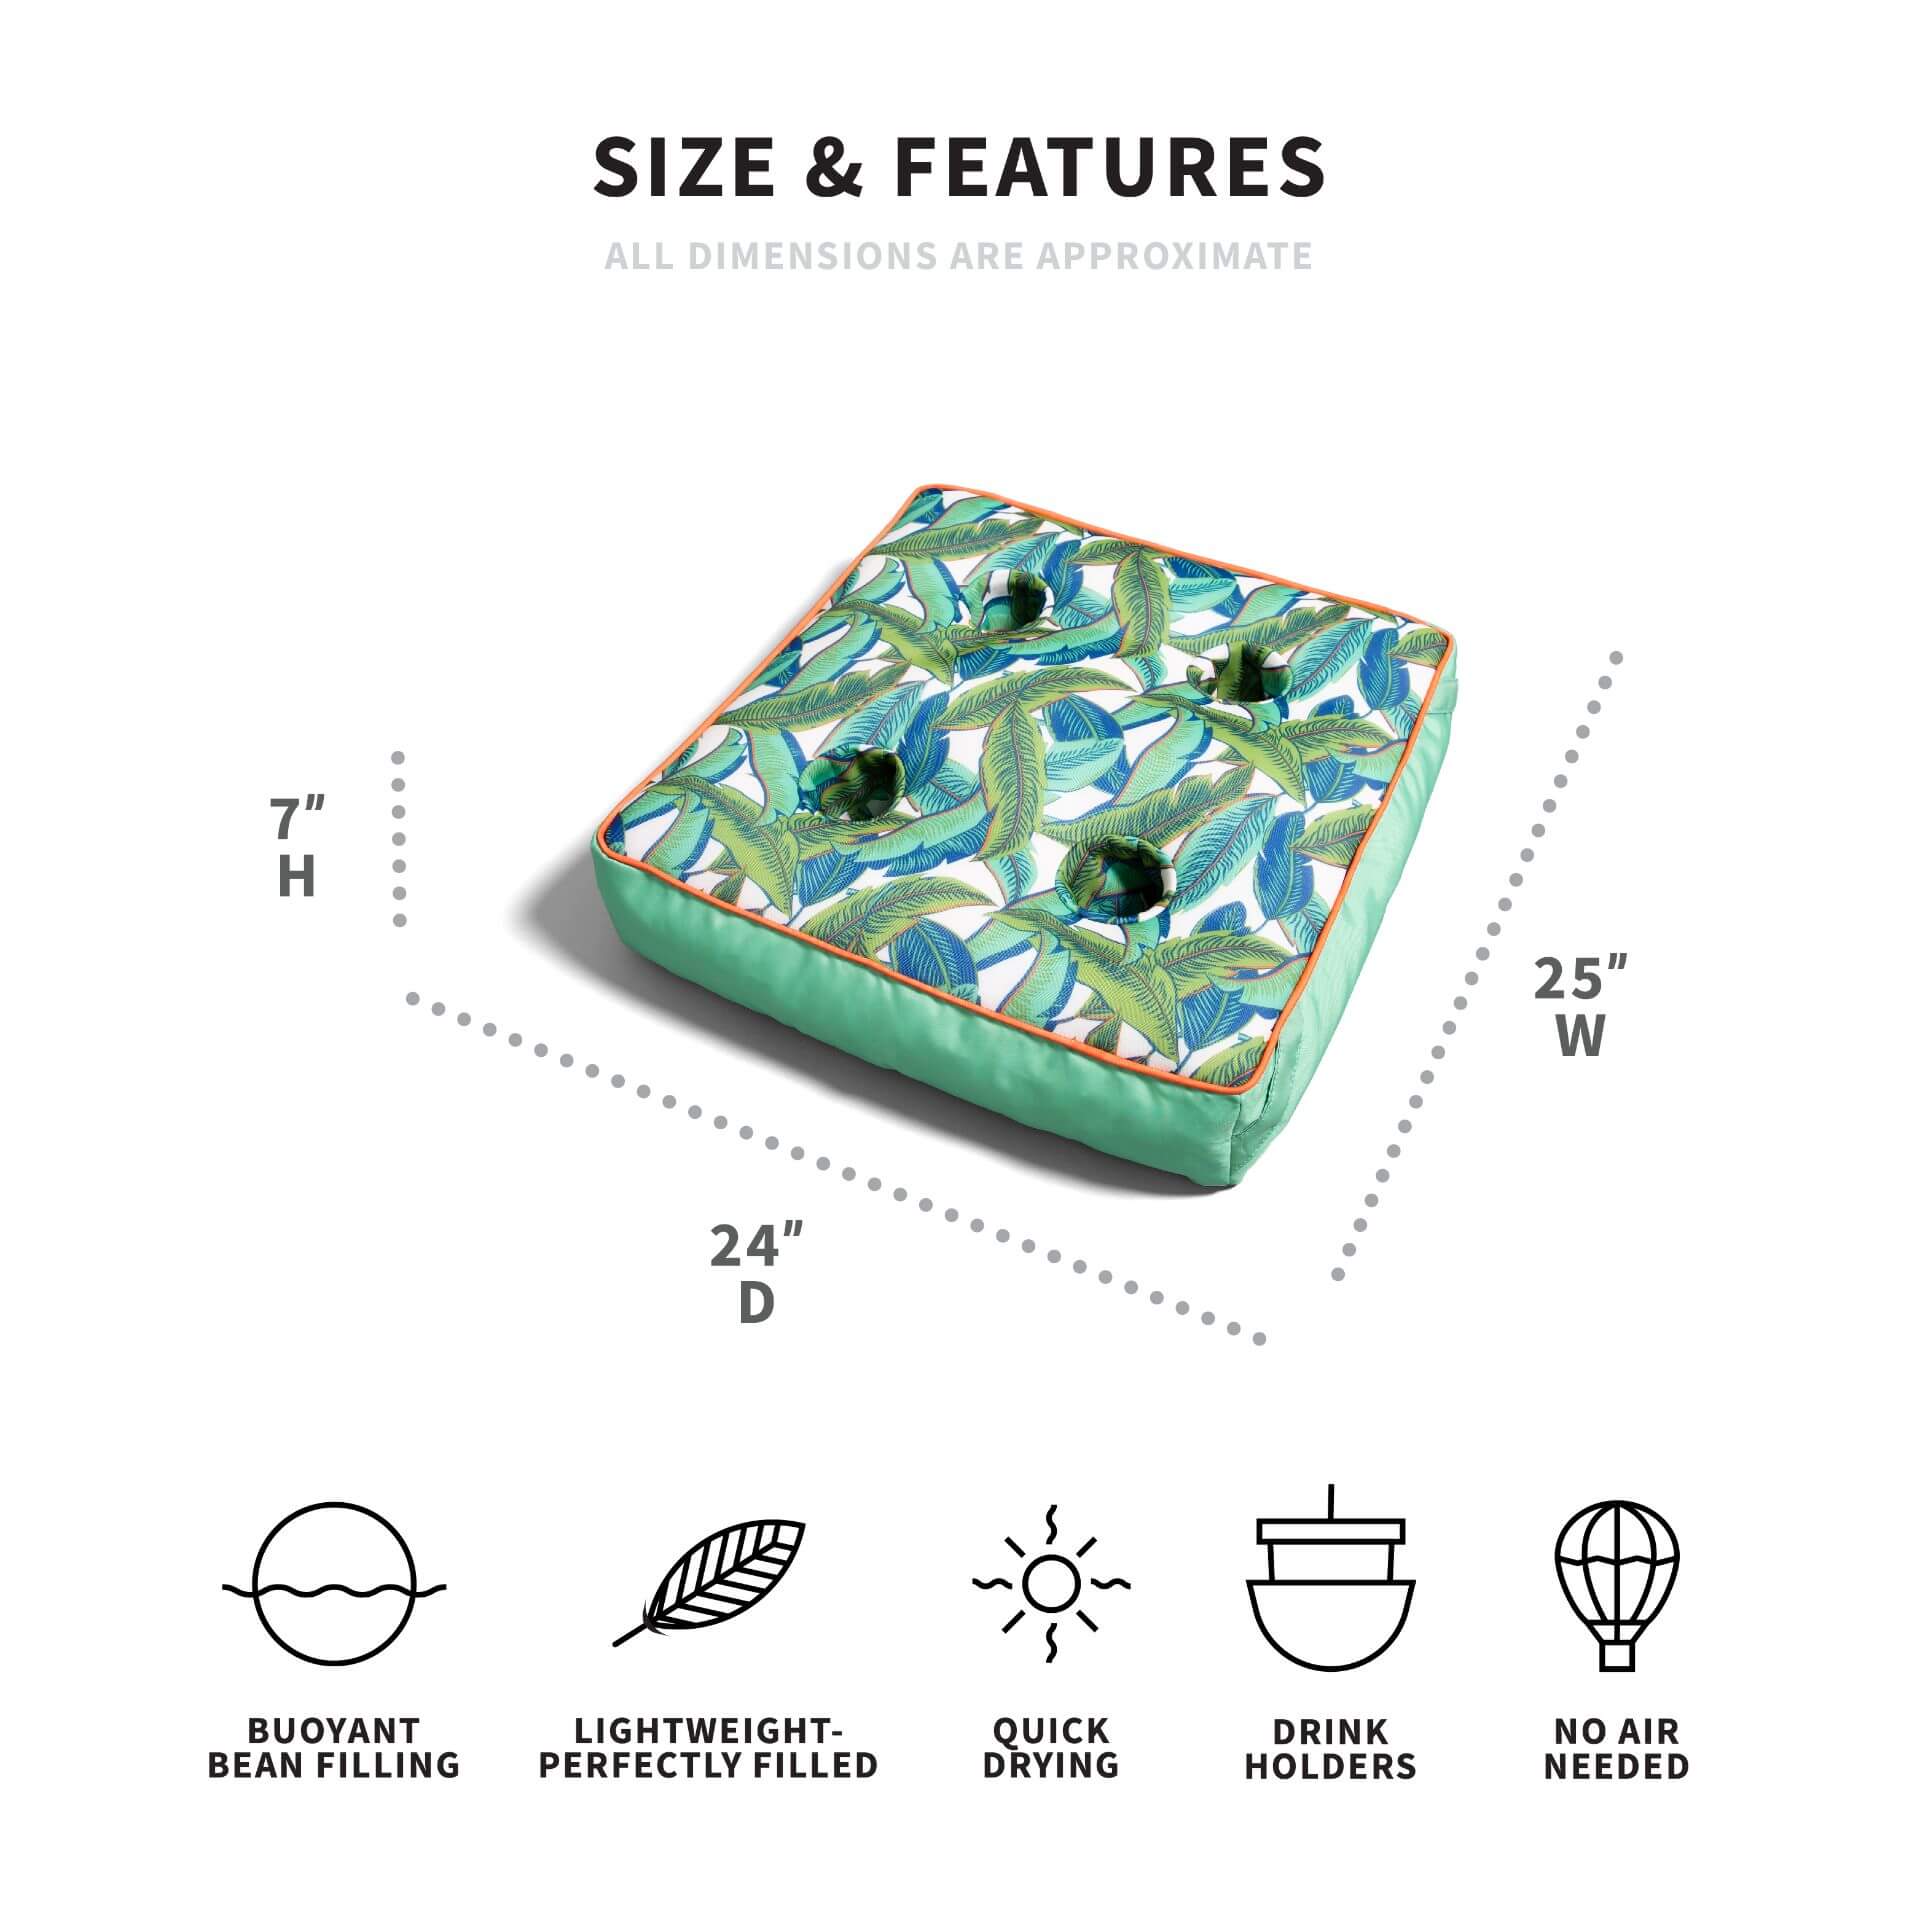 SIZE & FEATURES
ALL DIMENSIONS ARE APPROXIMATE
7"
H
25"
W
24"
D
BUOYANT
BEAN FILLING
LIGHTWEIGHT-
PERFECTLY FILLED
QUICK
DRYING
DRINK
HOLDERS
NO AIR
NEEDED